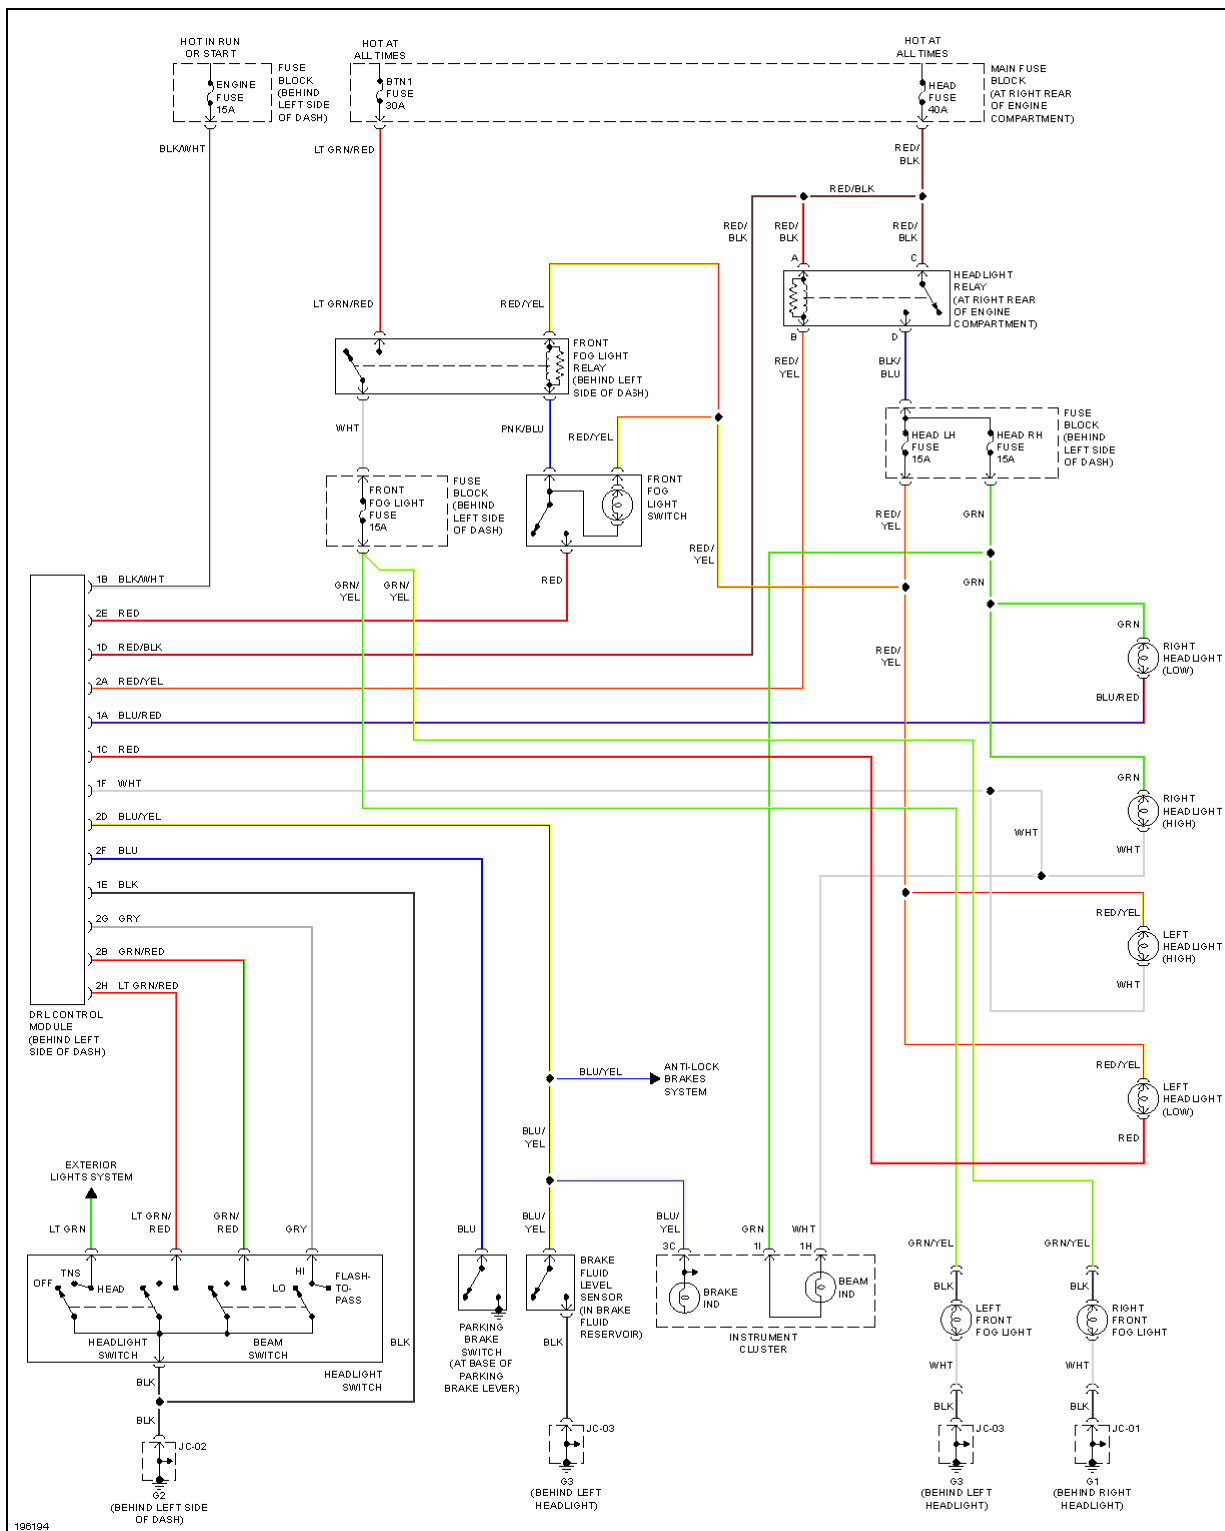 HOT IN RUN
OR START
ENGINE
FUSE
15A
FUSE
BLOCK
(BEHIND
LEFT SIDE
OF DASH)
HOT AT
ALL TIMES
BTN1
FUSE
30A
HOT AT
ALL TIMES
HEAD
FUSE
40A
MAIN FUSE
BLOCK
(AT RIGHT REAR
OF ENGINE
COMPARTMENT)
BLK/WHT
LT GRN/RED
RED/
BLK
RED/BLK
RED/
BLK
RED/
BLK
RED/
BLK
A
C
HEADLIGHT
RELAY
(AT RIGHT REAR
OF ENGINE
COMPARTMENT)
B
D
LT GRN/RED
RED/YEL
FRONT
FOG LIGHT
RELAY
(BEHIND LEFT
SIDE OF DASH)
RED/
YEL
BLK/
BLU
WHT
PNK/BLU
RED/YEL
HEAD LH
FUSE
15A
HEAD RH
FUSE
15A
FUSE
BLOCK
(BEHIND
LEFT SIDE
OF DASH)
FRONT
FOG LIGHT
FUSE
15A
FUSE
BLOCK
(BEHIND
LEFT SIDE
OF DASH)
FRONT
FOG
LIGHT
SWITCH
RED/
YEL
GRN
RED/
YEL
GRN/
YEL
GRN/
YEL
RED
GRN
1B BLK/WHT
2E RED
1D RED/BLK
2A RED/YEL
1A BLU/RED
1C RED
1F WHT
2D BLU/YEL
2F BLU
1E BLK
2G GRY
2B GRN/RED
2H LT GRN/RED
DRL CONTROL
MODULE
(BEHIND LEFT
SIDE OF DASH)
RED/
YEL
GRN
RIGHT
HEADLIGHT
(LOW)
BLU/RED
GRN
RIGHT
HEADLIGHT
(HIGH)
WHT
WHT
RED/YEL
LEFT
HEADLIGHT
(HIGH)
WHT
RED/YEL
LEFT
HEADLIGHT
(LOW)
RED
BLU/YEL
ANTI-LOCK
BRAKES
SYSTEM
BLU/
YEL
EXTERIOR
LIGHTS SYSTEM
LT GRN
LT GRN/
RED
GRN/
RED
GRY
BLU
BLU/
YEL
BLU/
YEL
3C
GRN
1I
WHT
1H
GRN/YEL
GRN/YEL
OFF
TNS
HEAD
HI
LO
FLASH-
TO-
PASS
HEADLIGHT
SWITCH
BEAM
SWITCH
HEADLIGHT
SWITCH
BLK
PARKING
BRAKE
SWITCH
(AT BASE OF
PARKING
BRAKE LEVER)
BRAKE
FLUID
LEVEL
SENSOR
(IN BRAKE
FLUID
RESERVOIR)
BRAKE
IND
BEAM
IND
INSTRUMENT
CLUSTER
BLK
LEFT
FRONT
FOG LIGHT
BLK
RIGHT
FRONT
FOG LIGHT
BLK
BLK
JC-02
G2
(BEHIND LEFT SIDE
OF DASH)
BLK
JC-03
G3
(BEHIND LEFT
HEADLIGHT)
WHT
BLK
JC-03
G3
(BEHIND LEFT
HEADLIGHT)
WHT
BLK
JC-01
G1
(BEHIND RIGHT
HEADLIGHT)
196194